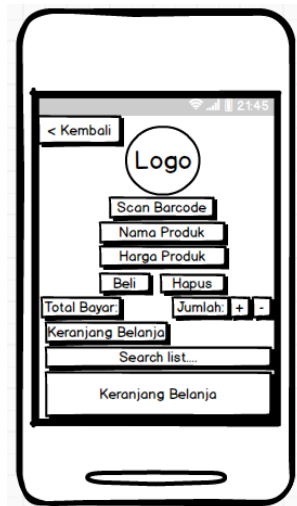 21:45
< Kembali
Logo
Scan Barcode
Nama Produk
Harga Produk
Beli Hapus
Total Bayar: Jumlah: + -
Keranjang Belanja
Search list....
Keranjang Belanja